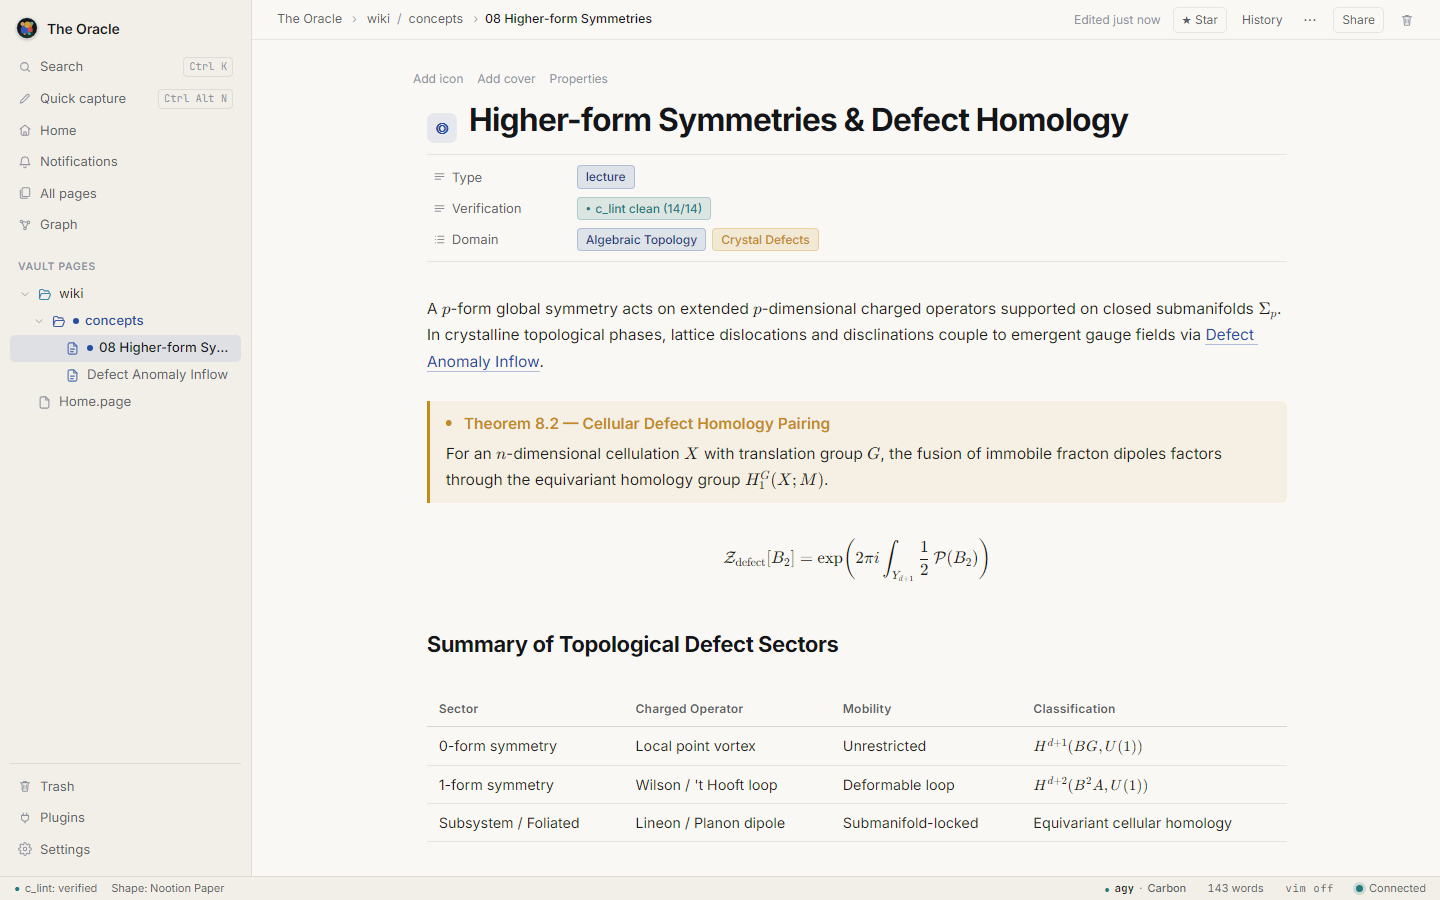 The Oracle
Search Ctrl K
Quick capture Ctrl Alt N
Home
Notifications
All pages
Graph
VAULT PAGES
wiki
concepts
08 Higher-form Sy...
Defect Anomaly Inflow
Home.page
Trash
Plugins
Settings
The Oracle › wiki / concepts › 08 Higher-form Symmetries
Edited just now ★ Star History ··· Share
Add icon Add cover Properties
Higher-form Symmetries & Defect Homology
Type lecture
Verification • c_lint clean (14/14)
Domain Algebraic Topology Crystal Defects
A p-form global symmetry acts on extended p-dimensional charged operators supported on closed submanifolds Σ_p.
In crystalline topological phases, lattice dislocations and disclinations couple to emergent gauge fields via Defect
Anomaly Inflow.
• Theorem 8.2 — Cellular Defect Homology Pairing
For an n-dimensional cellulation X with translation group G, the fusion of immobile fracton dipoles factors
through the equivariant homology group H_1^G(X; M).
𝒵_defect[B_2] = exp(2πi ∫_{Y_{d+1}} 1/2 𝒫(B_2))
Summary of Topological Defect Sectors
Sector Charged Operator Mobility Classification
0-form symmetry Local point vortex Unrestricted H^{d+1}(BG, U(1))
1-form symmetry Wilson / 't Hooft loop Deformable loop H^{d+2}(B^2A, U(1))
Subsystem / Foliated Lineon / Planon dipole Submanifold-locked Equivariant cellular homology
• c_lint: verified Shape: Nootion Paper
• agy · Carbon 143 words vim off Connected